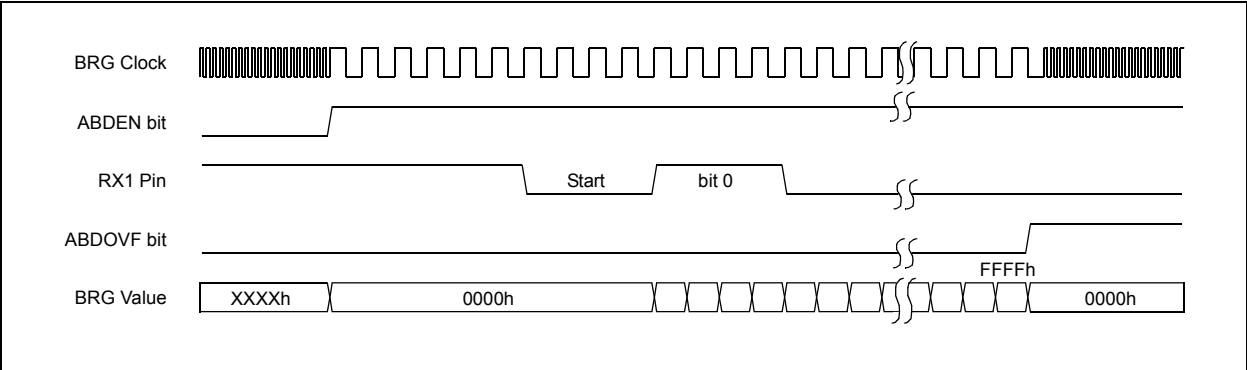 BRG Clock
ABDEN bit
RX1 Pin
Start
bit 0
ABDOVF bit
FFFFh
BRG Value
XXXXh
0000h
0000h